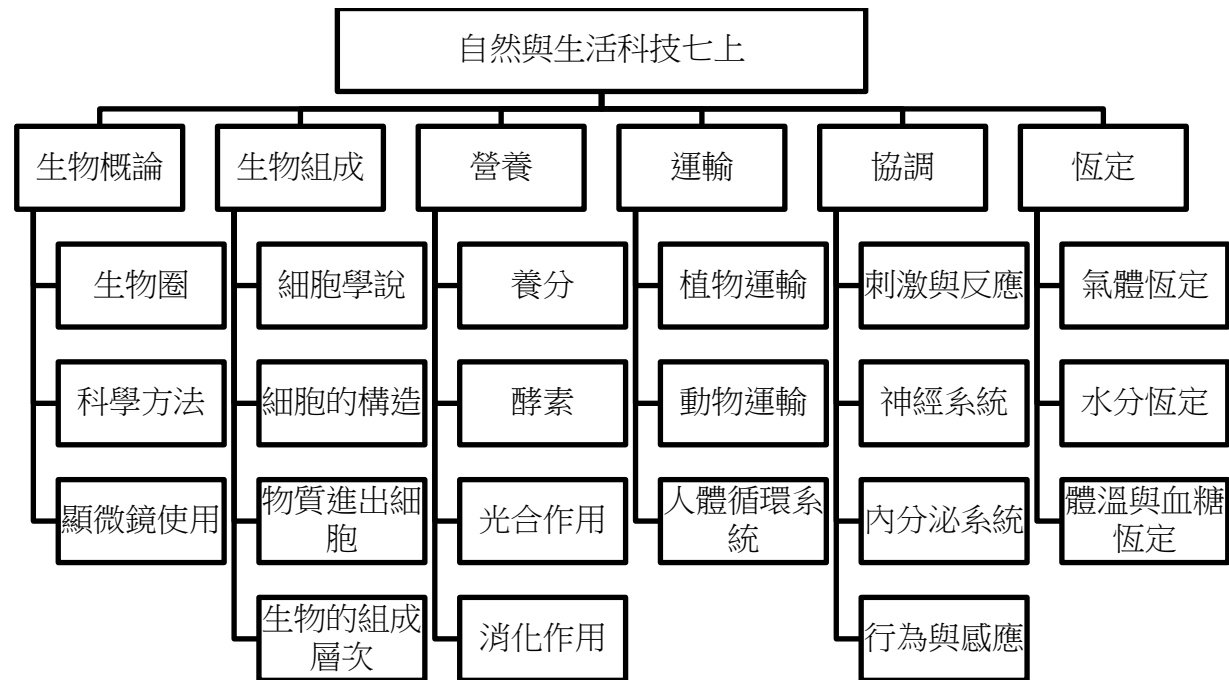 自然與生活科技七上
生物概論
生物圈
科學方法
顯微鏡使用
生物組成
細胞學說
細胞的構造
物質進出細
胞
生物的組成
層次
營養
養分
酵素
光合作用
消化作用
運輸
植物運輸
動物運輸
人體循環系
統
協調
刺激與反應
神經系統
內分泌系統
行為與感應
恆定
氣體恆定
水分恆定
體溫與血糖
恆定